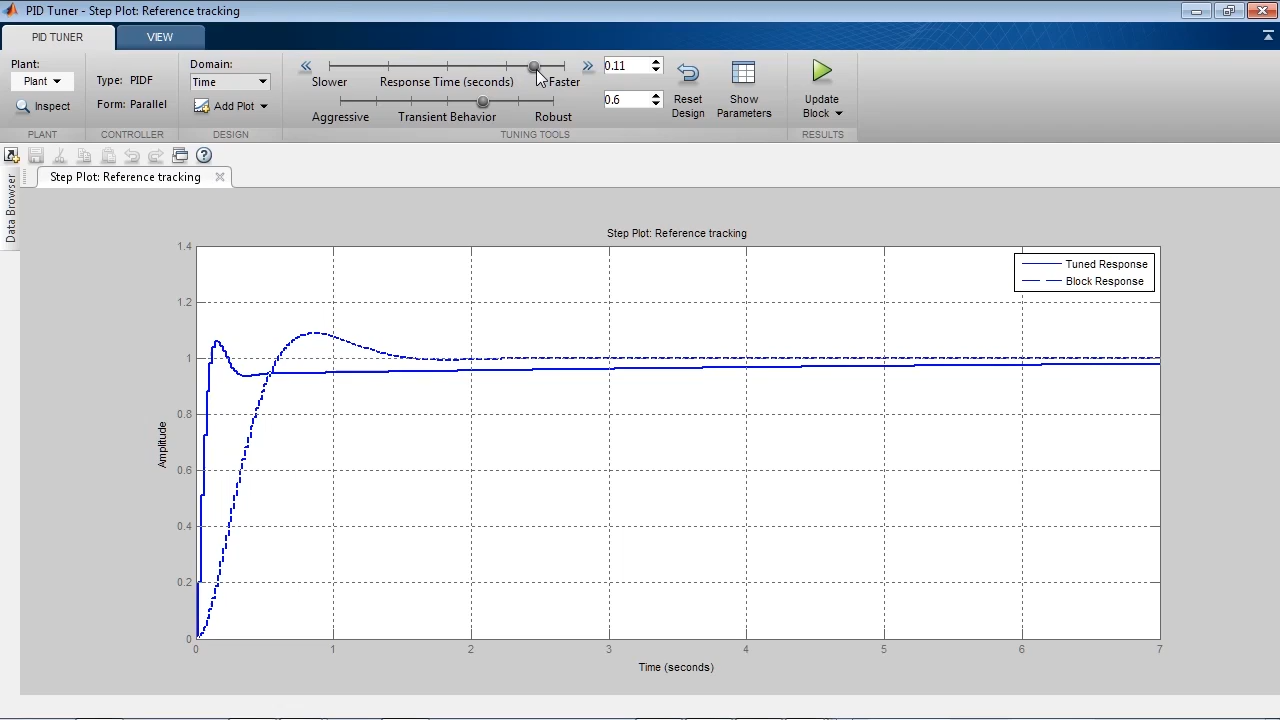 PID Tuner - Step Plot: Reference tracking
PID TUNER
VIEW
Plant:
Plant
Inspect
PLANT
Type: PIDF
Form: Parallel
CONTROLLER
Domain:
Time
Add Plot
DESIGN
Slower
Response Time (seconds)
Faster
0.11
Aggressive
Transient Behavior
Robust
0.6
Reset
Design
Show
Parameters
TUNING TOOLS
Update
Block
RESULTS
Step Plot: Reference tracking
Data Browser
Step Plot: Reference tracking
Tuned Response
Block Response
Amplitude
1.4
1.2
1
0.8
0.6
0.4
0.2
0
0 1 2 3 4 5 6 7
Time (seconds)